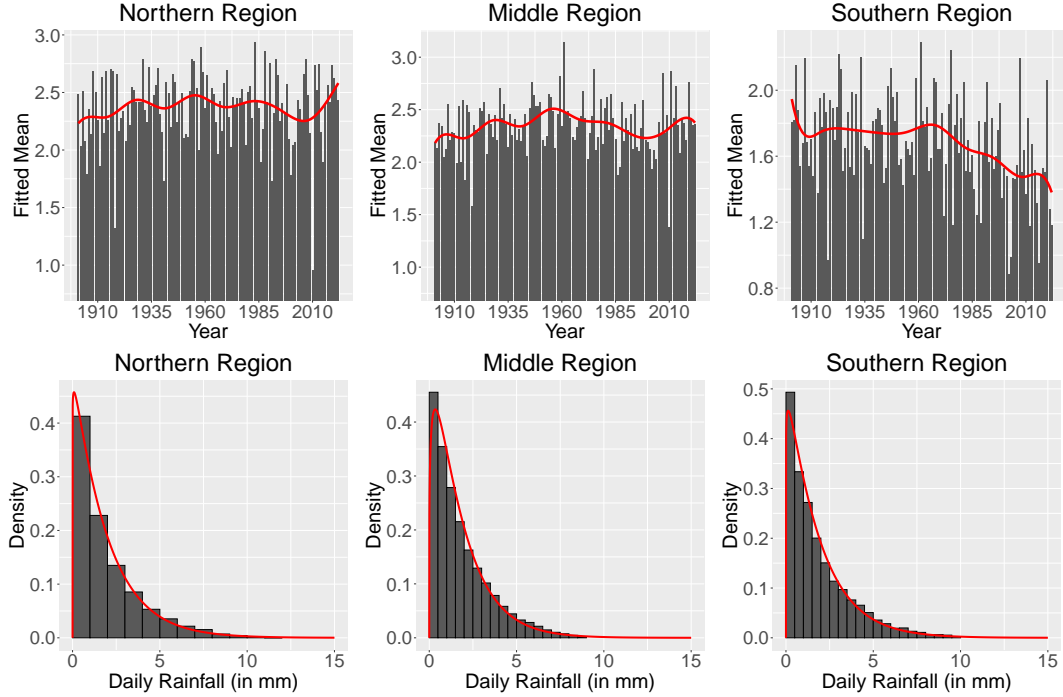 Northern Region
Middle Region
Southern Region
Fitted Mean
3.0
2.5
2.0
1.5
1.0
1910 1935 1960 1985 2010
Year
Fitted Mean
3.0
2.5
2.0
1.5
1.0
1910 1935 1960 1985 2010
Year
Fitted Mean
2.0
1.6
1.2
0.8
1910 1935 1960 1985 2010
Year
Northern Region
Middle Region
Southern Region
Density
0.4
0.3
0.2
0.1
0.0
0 5 10 15
Daily Rainfall (in mm)
Density
0.4
0.3
0.2
0.1
0.0
0 5 10 15
Daily Rainfall (in mm)
Density
0.5
0.4
0.3
0.2
0.1
0.0
0 5 10 15
Daily Rainfall (in mm)